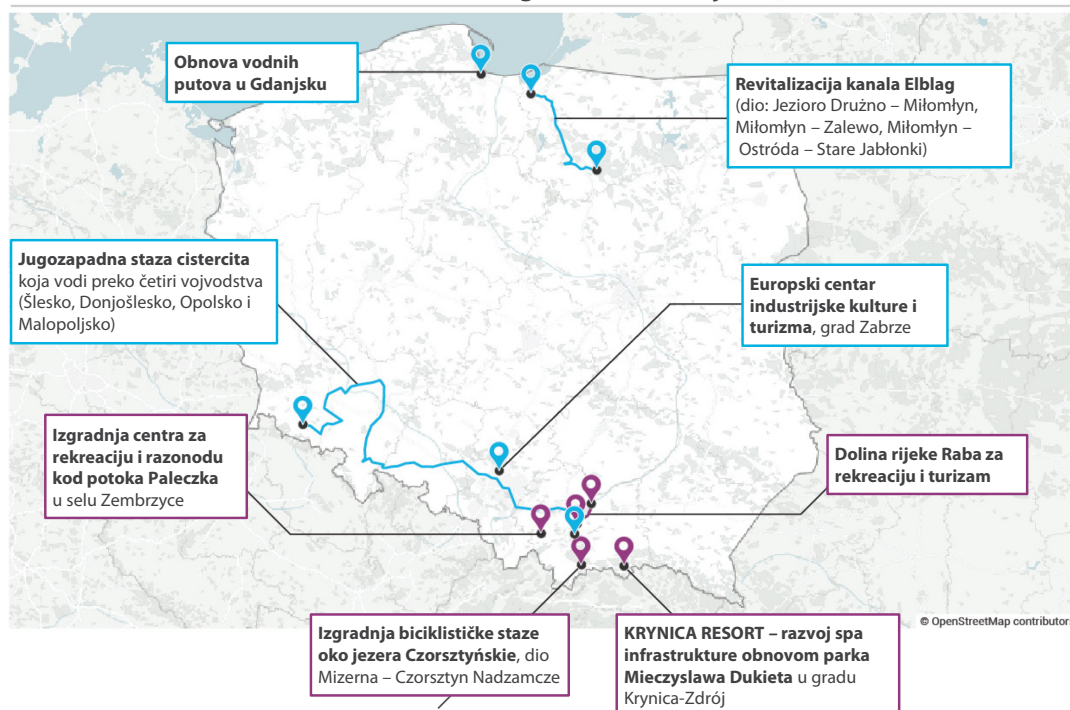 Obnova vodnih
putova u Gdanjsku
Revitalizacija kanala Elblag
(dio: Jezioro Drużno – Miłomłyn,
Miłomłyn – Zalewo, Miłomłyn –
Ostróda – Stare Jabłonki)
Jugozapadna staza cistercita
koja vodi preko četiri vojvodstva
(Šlesko, Donjošlesko, Opolsko i
Malopoljsko)
Europski centar
industrijske kulture i
turizma, grad Zabrze
Izgradnja centra za
rekreaciju i razonodu
kod potoka Paleczka
u selu Zembrzyce
Dolina rijeke Raba za
rekreaciju i turizam
Izgradnja biciklističke staze
oko jezera Czorsztyńskie, dio
Mizerna – Czorsztyn Nadzamcze
KRYNICA RESORT – razvoj spa
infrastrukture obnovom parka
Mieczyslawa Dukieta u gradu
Krynica-Zdrój
© OpenStreetMap contributor